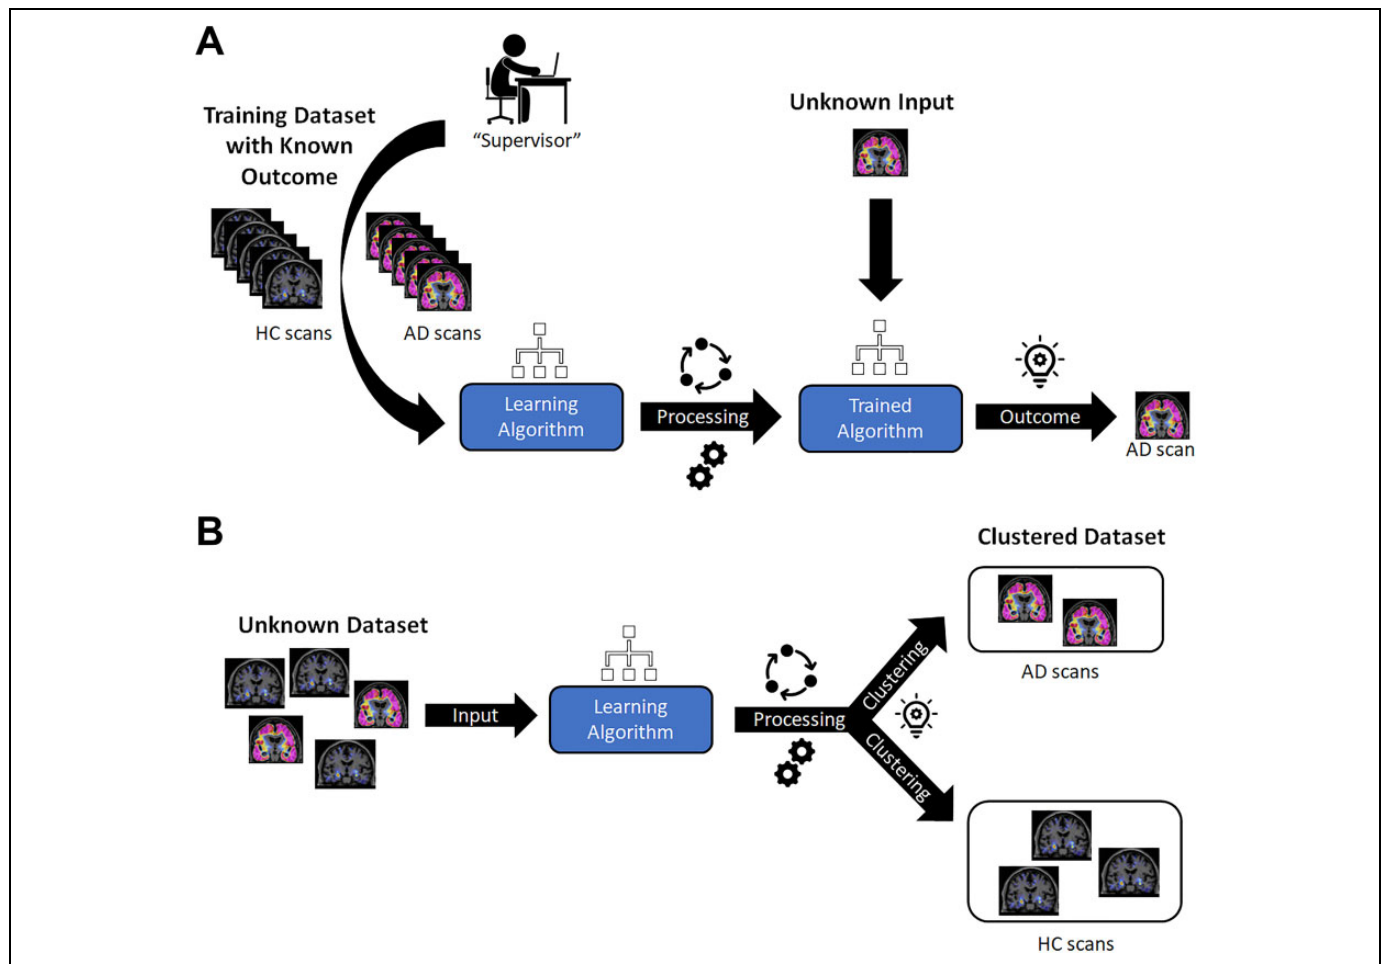 A
Training Dataset
with Known
Outcome
"Supervisor"
Unknown Input
HC scans
AD scans
Learning
Algorithm
Processing
Trained
Algorithm
Outcome
AD scan
B
Clustered Dataset
Unknown Dataset
Input
Learning
Algorithm
Processing
Clustering
Clustering
AD scans
HC scans